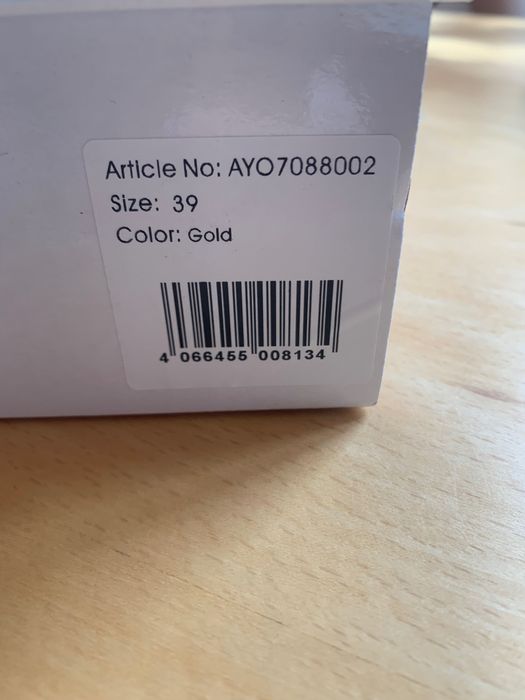 Article No: AYO7088002
Size: 39
Color: Gold
4 066455 008134